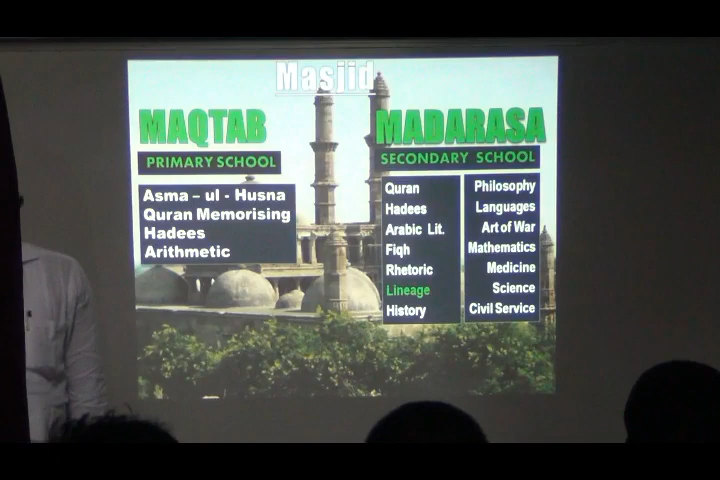 Masjid
MAQTAB
PRIMARY SCHOOL
Asma – ul - Husna
Quran Memorising
Hadees
Arithmetic
MADARASA
SECONDARY SCHOOL
Quran
Hadees
Arabic Lit.
Fiqh
Rhetoric
Lineage
History
Philosophy
Languages
Art of War
Mathematics
Medicine
Science
Civil Service